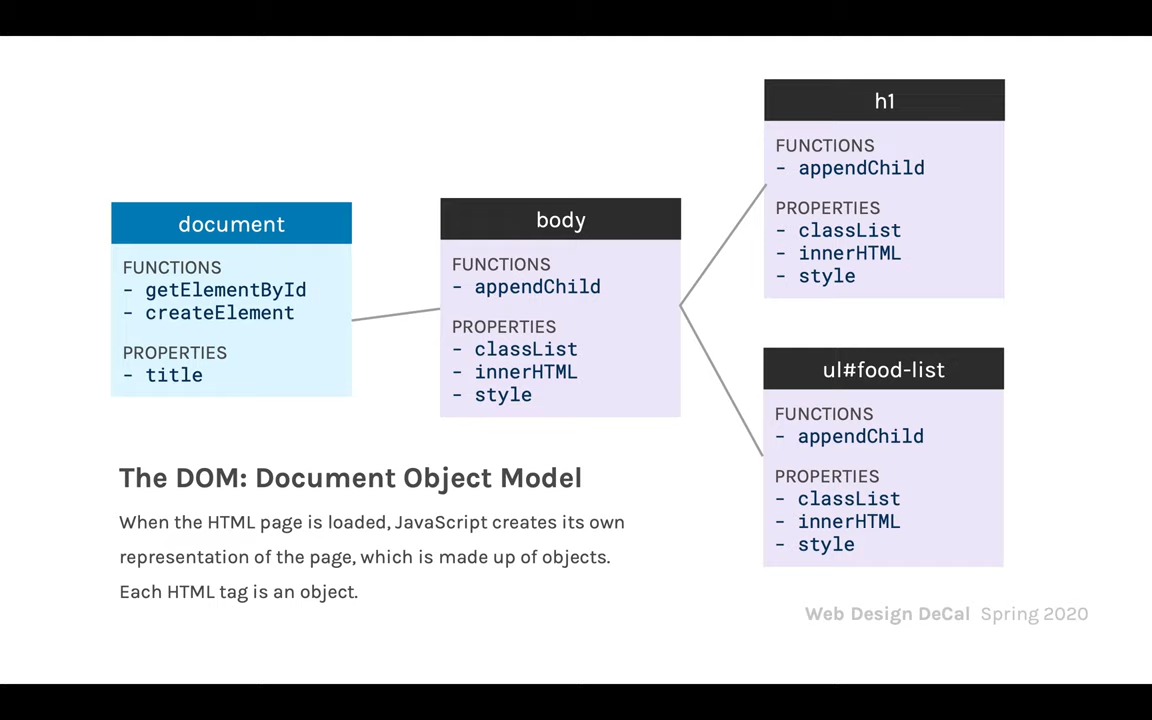 document
FUNCTIONS
- getElementById
- createElement
PROPERTIES
- title
body
FUNCTIONS
- appendChild
PROPERTIES
- classList
- innerHTML
- style
h1
FUNCTIONS
- appendChild
PROPERTIES
- classList
- innerHTML
- style
ul#food-list
FUNCTIONS
- appendChild
PROPERTIES
- classList
- innerHTML
- style
The DOM: Document Object Model
When the HTML page is loaded, JavaScript creates its own
representation of the page, which is made up of objects.
Each HTML tag is an object.
Web Design DeCal Spring 2020